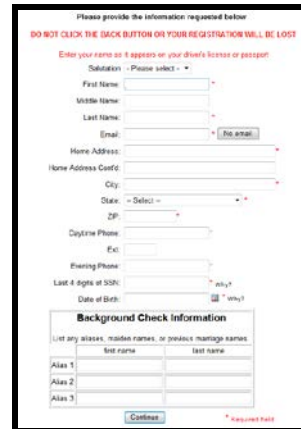 Please provide the information requested below
DO NOT CLICK THE BACK BUTTON OR YOUR REGISTRATION WILL BE LOST
Enter your name as it appears on your driver's license or passport
Salutation - Please select -
First Name: *
Middle Name:
Last Name: *
Email: * No email
Home Address: *
Home Address Cont'd:
City: *
State: -- Select -- *
ZIP: *
Daytime Phone: *
Ext:
Evening Phone: *
Last 4 digits of SSN: * Why?
Date of Birth: * Why?
Background Check Information
List any aliases, maiden names, or previous marriage names.
first name last name
Alias 1
Alias 2
Alias 3
Continue * Required field